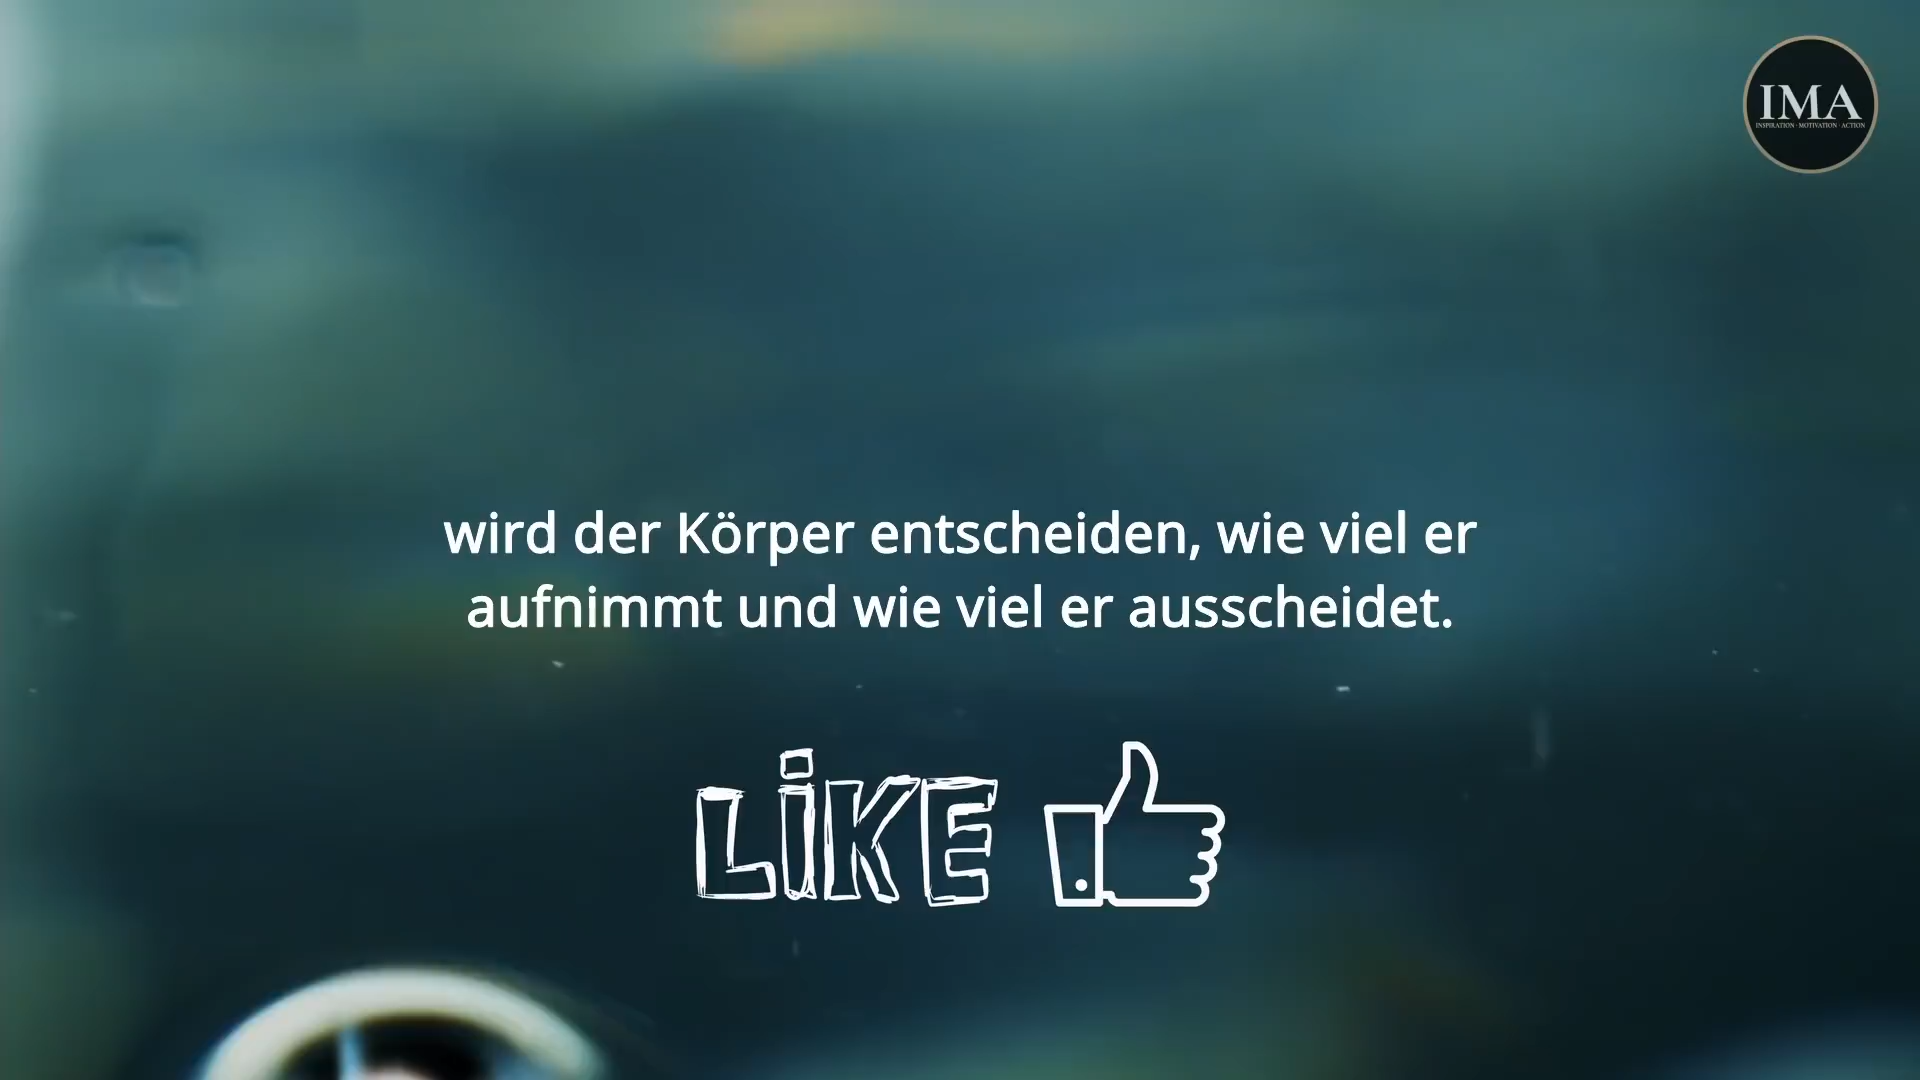 IMA
INSPIRATION · MOTIVATION · ACTION
wird der Körper entscheiden, wie viel er
aufnimmt und wie viel er ausscheidet.
LiKE